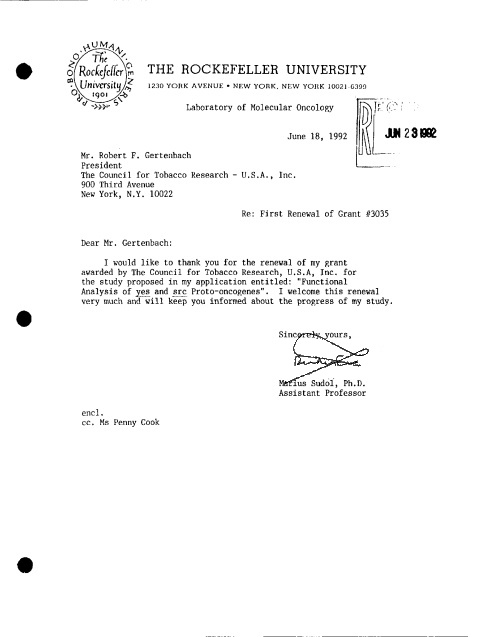 PRO · BONO · HUMANI · GENERIS
The
Rockefeller
University
1901
THE ROCKEFELLER UNIVERSITY
1230 YORK AVENUE • NEW YORK, NEW YORK 10021-6399
Laboratory of Molecular Oncology
June 18, 1992
JUN 23 1992
Mr. Robert F. Gertenbach
President
The Council for Tobacco Research - U.S.A., Inc.
900 Third Avenue
New York, N.Y. 10022
Re: First Renewal of Grant #3035
Dear Mr. Gertenbach:
I would like to thank you for the renewal of my grant
awarded by The Council for Tobacco Research, U.S.A, Inc. for
the study proposed in my application entitled: "Functional
Analysis of yes and src Proto-oncogenes". I welcome this renewal
very much and will keep you informed about the progress of my study.
Sincerely yours,
Marius Sudol, Ph.D.
Assistant Professor
encl.
cc. Ms Penny Cook